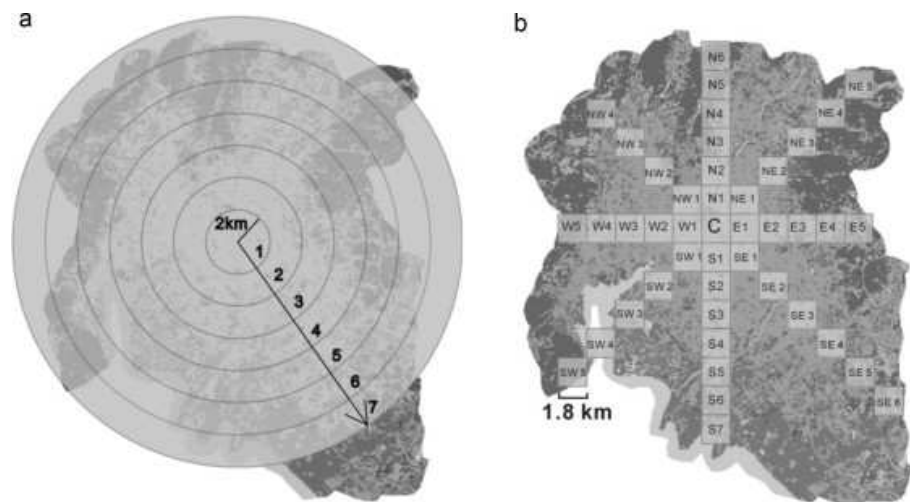 a
2km
1
2
3
4
5
6
7
b
N6
N5
NE 5
NW 4
N4
NE 4
NW 3
N3
NE 3
NW 2
N2
NE 2
NW 1
N1
NE 1
W5 W4 W3 W2 W1 C E1 E2 E3 E4 E5
SW 1
S1
SE 1
SW 2
S2
SE 2
SW 3
S3
SE 3
SW 4
S4
SE 4
SW 5
S5
SE 5
S6
SE 6
1.8 km
S7